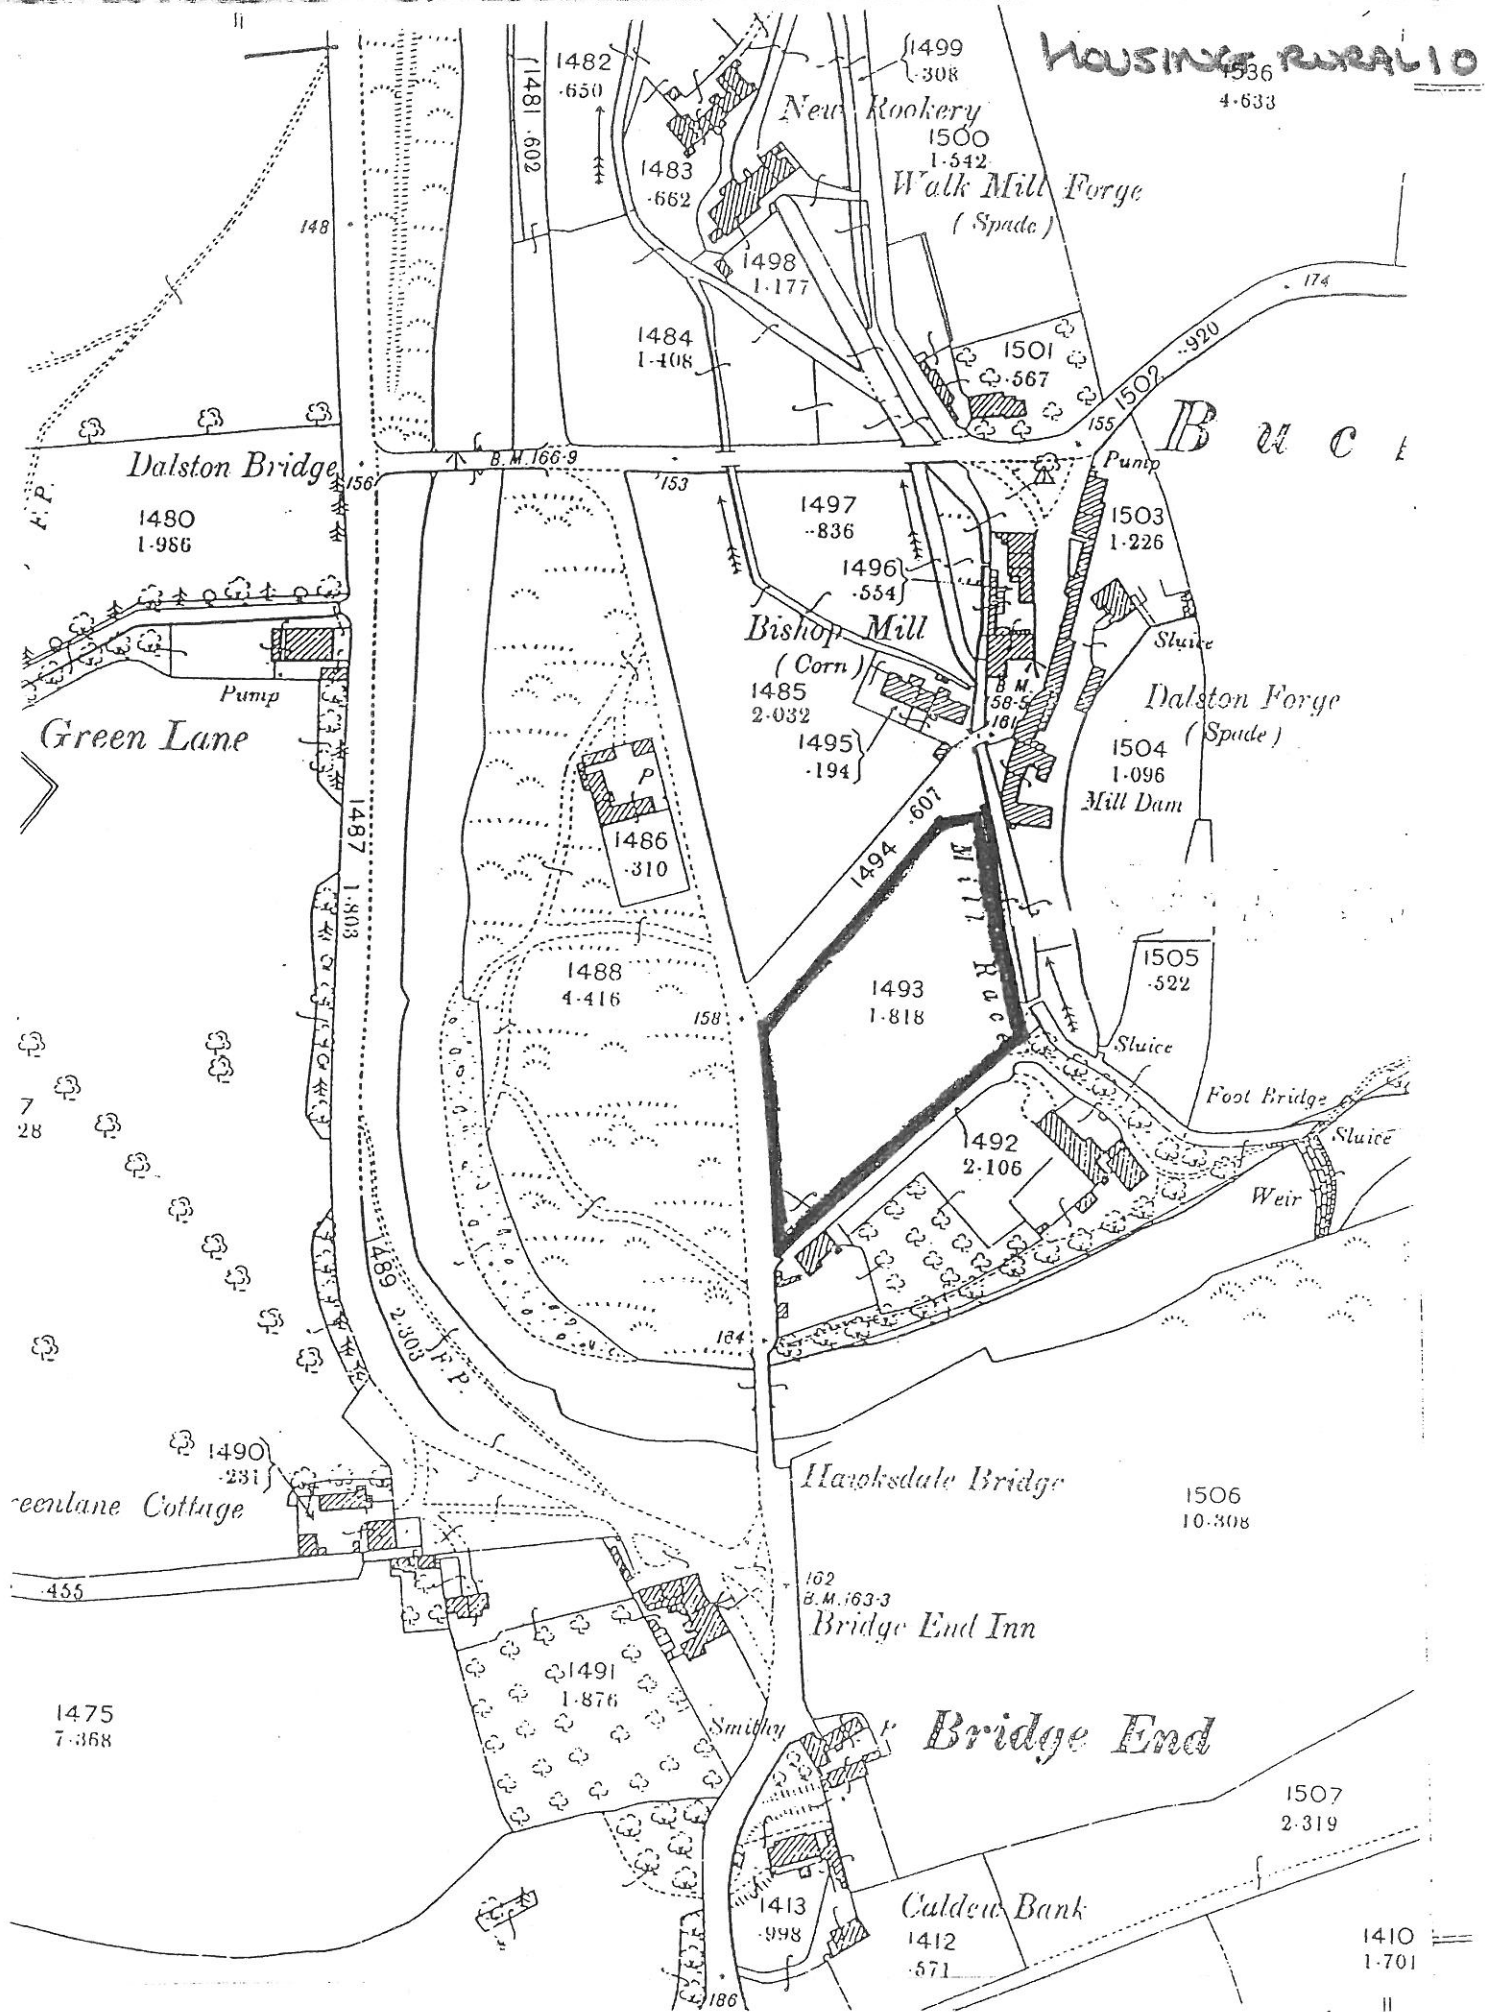 HOUSING RURAL 10
1536
4·633
1482
·650
1481 ·602
1499
·308
New Rookery
1500
1·542
Walk Mill Forge
(Spade)
1483
·662
148
1498
1·177
174
1484
1·408
1501
·567
1502 ·920
155
Dalston Bridge
156
B.M. 166·9
153
Pump
F.P.
1480
1·986
1497
·836
1503
1·226
1496
·554
Bishop Mill
(Corn)
Sluice
Pump
1485
2·032
B.M.
158·5
161
Dalston Forge
(Spade)
Green Lane
1495
·194
1504
1·096
Mill Dam
P
1486
·310
1487 1·803
1494 ·607
Mill Race
1488
4·416
1493
1·818
1505
·522
158
Sluice
7
28
Foot Bridge
Sluice
1492
2·106
Weir
1489 2·303
F.P.
164
1490
·231
Hawksdale Bridge
1506
10·308
reenlane Cottage
·455
162
B.M. 163·3
Bridge End Inn
1491
1·876
1475
7·368
Smithy
P
Bridge End
1507
2·319
1413
·998
Caldew Bank
1412
·571
1410
1·701
186